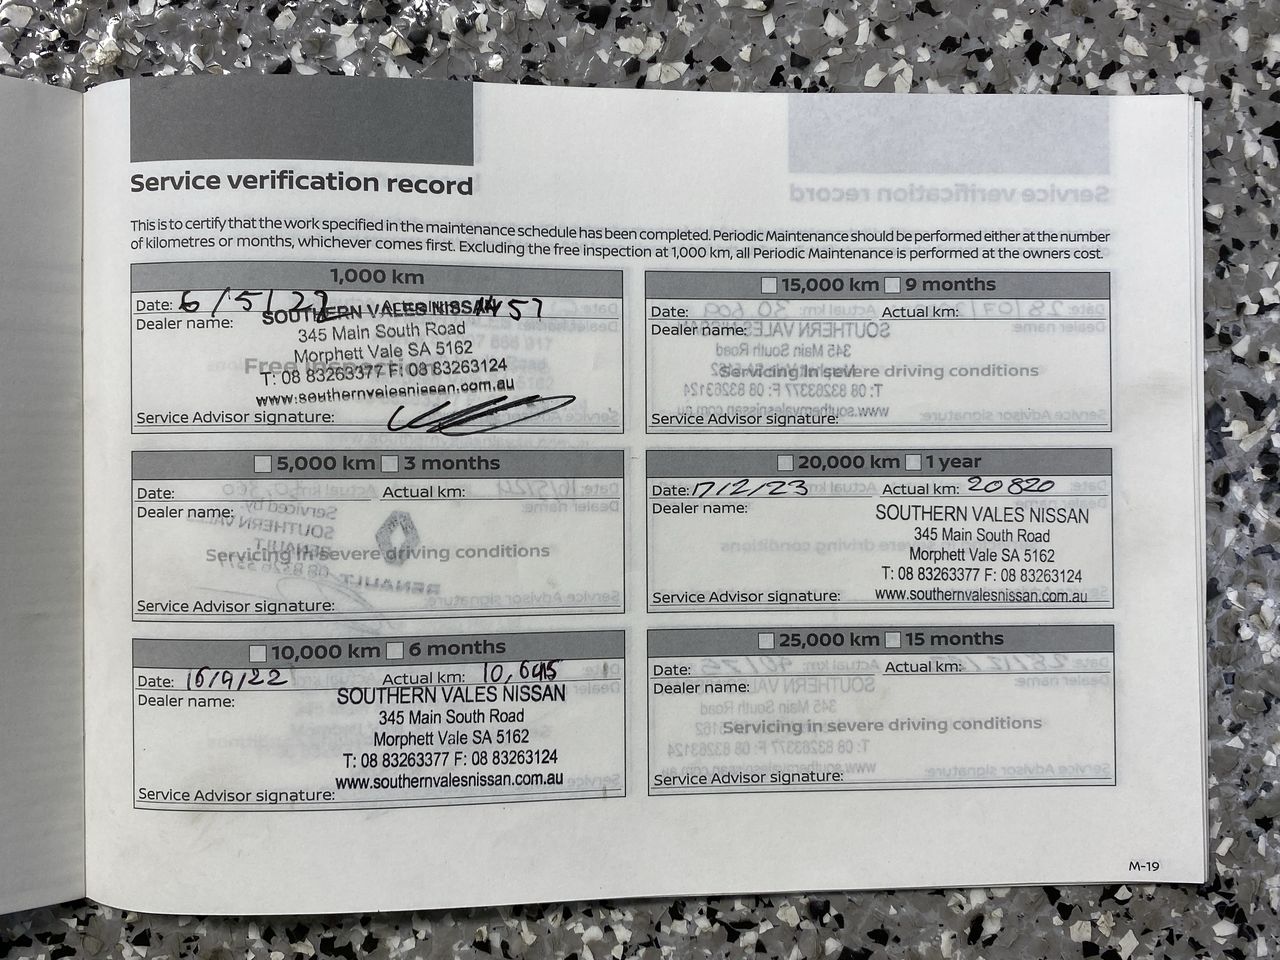 Service verification record
This is to certify that the work specified in the maintenance schedule has been completed. Periodic Maintenance should be performed either at the number
of kilometres or months, whichever comes first. Excluding the free inspection at 1,000 km, all Periodic Maintenance is performed at the owners cost.
1,000 km
Date: 6/5/22 Actual km: 1457
Dealer name:
SOUTHERN VALES NISSAN
345 Main South Road
Morphett Vale SA 5162
Free inspection
T: 08 83263377 F: 08 83263124
www.southernvalesnissan.com.au
Service Advisor signature:
5,000 km 3 months
Date: Actual km:
Dealer name:
Servicing in severe driving conditions
Service Advisor signature:
10,000 km 6 months
Date: 16/9/22 Actual km: 10,645
Dealer name:
SOUTHERN VALES NISSAN
345 Main South Road
Morphett Vale SA 5162
T: 08 83263377 F: 08 83263124
www.southernvalesnissan.com.au
Service Advisor signature:
15,000 km 9 months
Date: Actual km:
Dealer name:
Servicing in severe driving conditions
Service Advisor signature:
20,000 km 1 year
Date: 17/2/23 Actual km: 20820
Dealer name:
SOUTHERN VALES NISSAN
345 Main South Road
Morphett Vale SA 5162
T: 08 83263377 F: 08 83263124
www.southernvalesnissan.com.au
Service Advisor signature:
25,000 km 15 months
Date: Actual km:
Dealer name:
Servicing in severe driving conditions
Service Advisor signature:
M-19